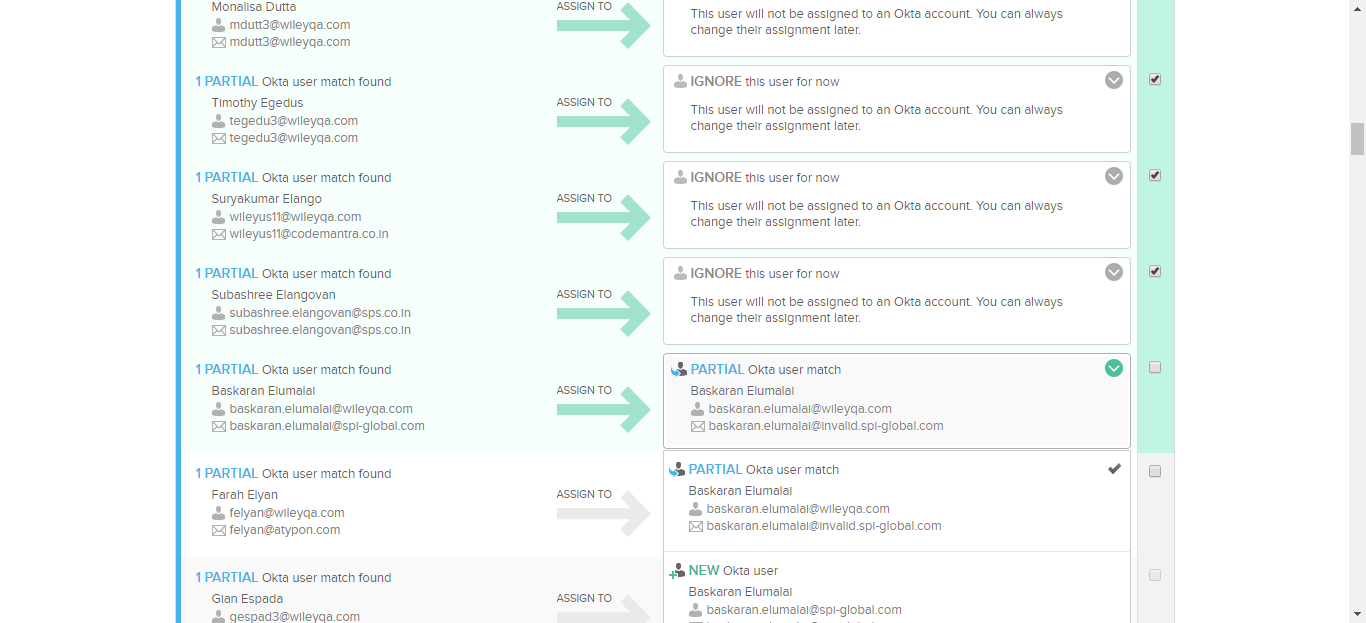 Monalisa Dutta
mdutt3@wileyqa.com
mdutt3@wileyqa.com
ASSIGN TO
This user will not be assigned to an Okta account. You can always
change their assignment later.
1 PARTIAL Okta user match found
Timothy Egedus
tegedu3@wileyqa.com
tegedu3@wileyqa.com
ASSIGN TO
IGNORE this user for now
This user will not be assigned to an Okta account. You can always
change their assignment later.
1 PARTIAL Okta user match found
Suryakumar Elango
wileyus11@wileyqa.com
wileyus11@codemantra.co.in
ASSIGN TO
IGNORE this user for now
This user will not be assigned to an Okta account. You can always
change their assignment later.
1 PARTIAL Okta user match found
Subashree Elangovan
subashree.elangovan@sps.co.in
subashree.elangovan@sps.co.in
ASSIGN TO
IGNORE this user for now
This user will not be assigned to an Okta account. You can always
change their assignment later.
1 PARTIAL Okta user match found
Baskaran Elumalai
baskaran.elumalai@wileyqa.com
baskaran.elumalai@spi-global.com
ASSIGN TO
PARTIAL Okta user match
Baskaran Elumalai
baskaran.elumalai@wileyqa.com
baskaran.elumalai@invalid.spi-global.com
1 PARTIAL Okta user match found
Farah Elyan
felyan@wileyqa.com
felyan@atypon.com
ASSIGN TO
PARTIAL Okta user match
Baskaran Elumalai
baskaran.elumalai@wileyqa.com
baskaran.elumalai@invalid.spi-global.com
1 PARTIAL Okta user match found
Gian Espada
gespad3@wileyqa.com
ASSIGN TO
NEW Okta user
Baskaran Elumalai
baskaran.elumalai@spi-global.com